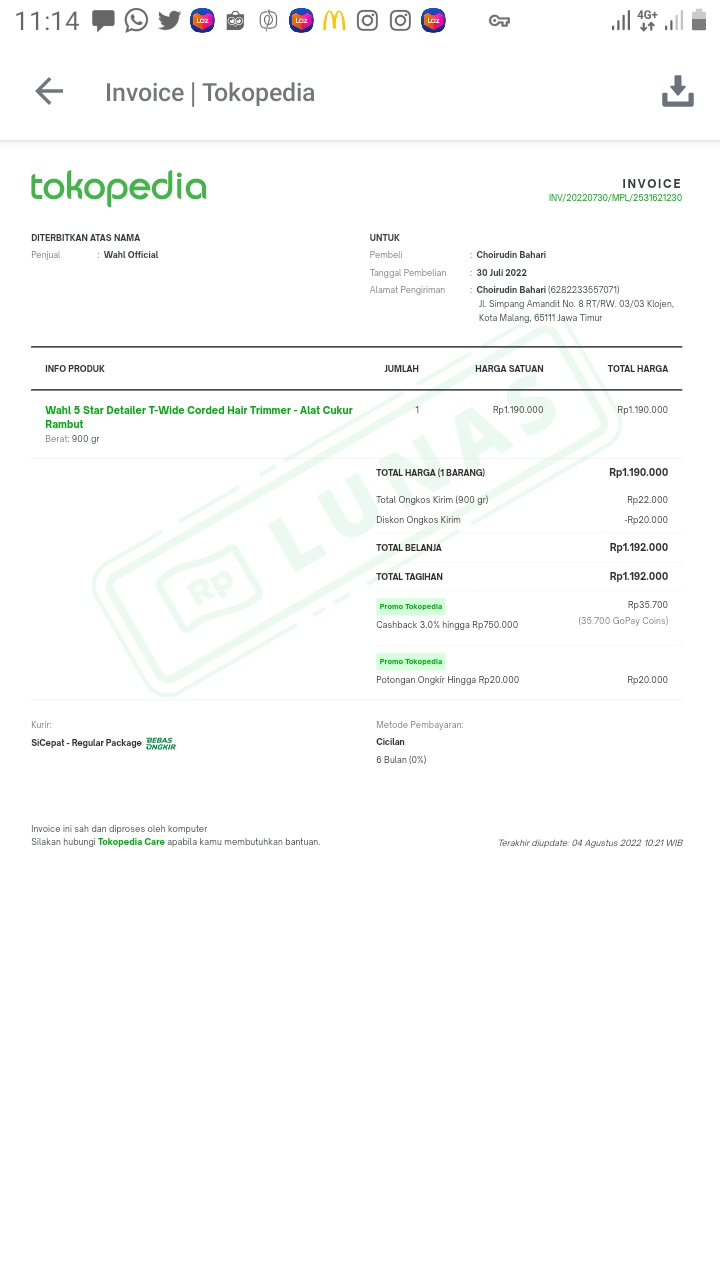 11:14
Loz
Loz
Loz
4G+
Invoice | Tokopedia
tokopedia
INVOICE
INV/20220730/MPL/2531621230
DITERBITKAN ATAS NAMA
Penjual : Wahl Official
UNTUK
Pembeli : Choirudin Bahari
Tanggal Pembelian : 30 Juli 2022
Alamat Pengiriman : Choirudin Bahari (6282233557071)
Jl. Simpang Amandit No. 8 RT/RW. 03/03 Klojen,
Kota Malang, 65111 Jawa Timur
INFO PRODUK JUMLAH HARGA SATUAN TOTAL HARGA
Wahl 5 Star Detailer T-Wide Corded Hair Trimmer - Alat Cukur 1 Rp1.190.000 Rp1.190.000
Rambut
Berat: 900 gr
Rp LUNAS
TOTAL HARGA (1 BARANG) Rp1.190.000
Total Ongkos Kirim (900 gr) Rp22.000
Diskon Ongkos Kirim -Rp20.000
TOTAL BELANJA Rp1.192.000
TOTAL TAGIHAN Rp1.192.000
Promo Tokopedia Rp35.700
Cashback 3.0% hingga Rp750.000 (35.700 GoPay Coins)
Promo Tokopedia
Potongan Ongkir Hingga Rp20.000 Rp20.000
Kurir:
SiCepat - Regular Package BEBAS ONGKIR
Metode Pembayaran:
Cicilan
6 Bulan (0%)
Invoice ini sah dan diproses oleh komputer
Silakan hubungi Tokopedia Care apabila kamu membutuhkan bantuan.
Terakhir diupdate: 04 Agustus 2022 10:21 WIB